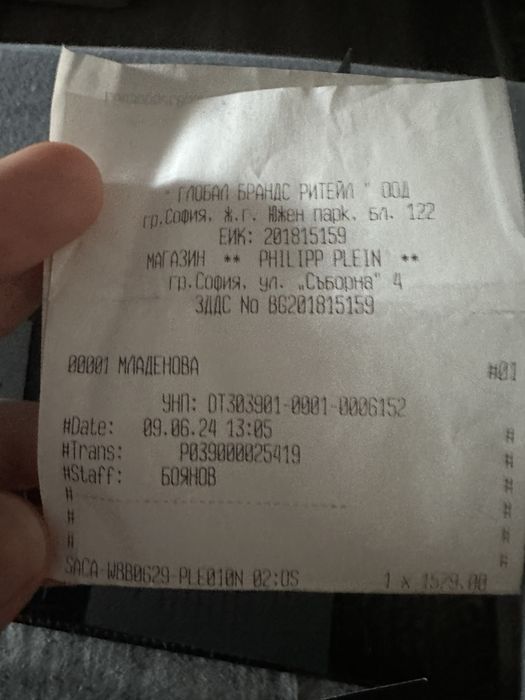 " ГЛОБАЛ БРАНДС РИТЕЙЛ " ООД
гр.София, ж.г. Южен парк, бл. 122
ЕИК: 201815159
МАГАЗИН ** PHILIPP PLEIN **
гр.София, ул. „Съборна" 4
ЗДДС No BG201815159
00001 МЛАДЕНОВА #01
УНП: DT303901-0001-0006152
#Date: 09.06.24 13:05 #
#Trans: P039000025419 #
#Staff: БОЯНОВ #
# #
# #
# #
SACA-WBB0629-PLE010N 02:OS 1 x 1529.00